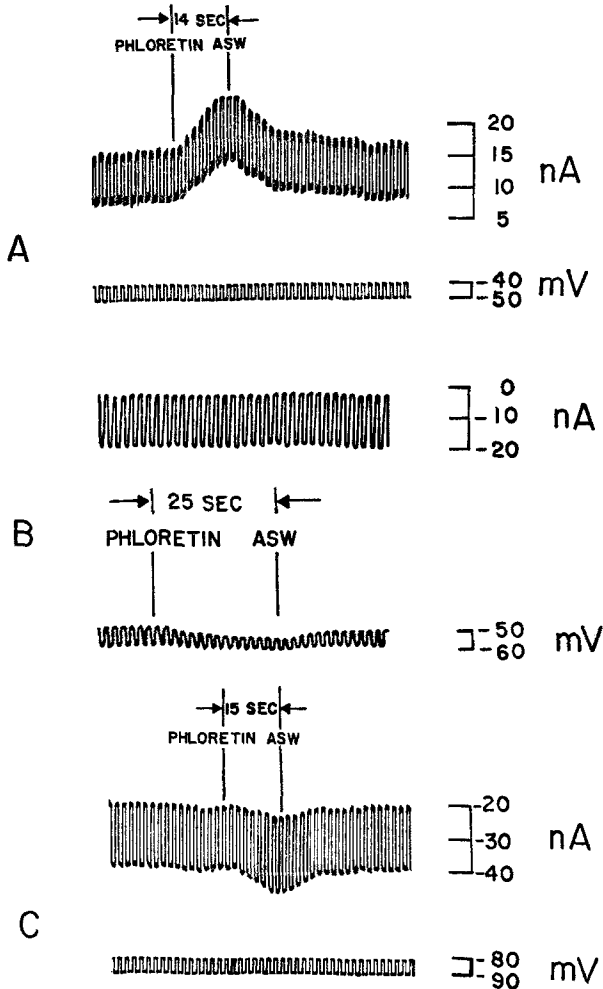 14 SEC
PHLORETIN ASW
20
15
10
5
nA
A
-40
-50
mV
0
-10
-20
nA
25 SEC
B
PHLORETIN ASW
-50
-60
mV
15 SEC
PHLORETIN ASW
-20
-30
-40
nA
C
-80
-90
mV